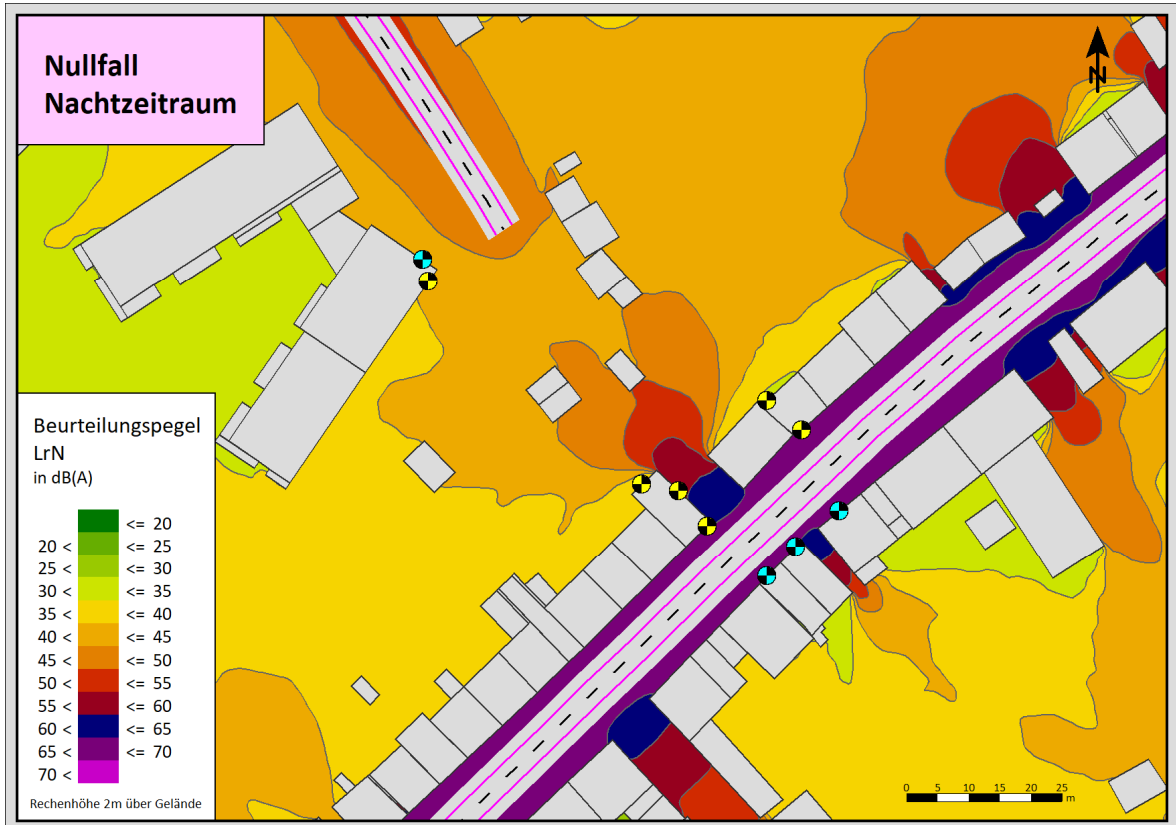 Nullfall
Nachtzeitraum
N
Beurteilungspegel
LrN
in dB(A)
<= 20
20 < <= 25
25 < <= 30
30 < <= 35
35 < <= 40
40 < <= 45
45 < <= 50
50 < <= 55
55 < <= 60
60 < <= 65
65 < <= 70
70 <
Rechenhöhe 2m über Gelände
0 5 10 15 20 25
m